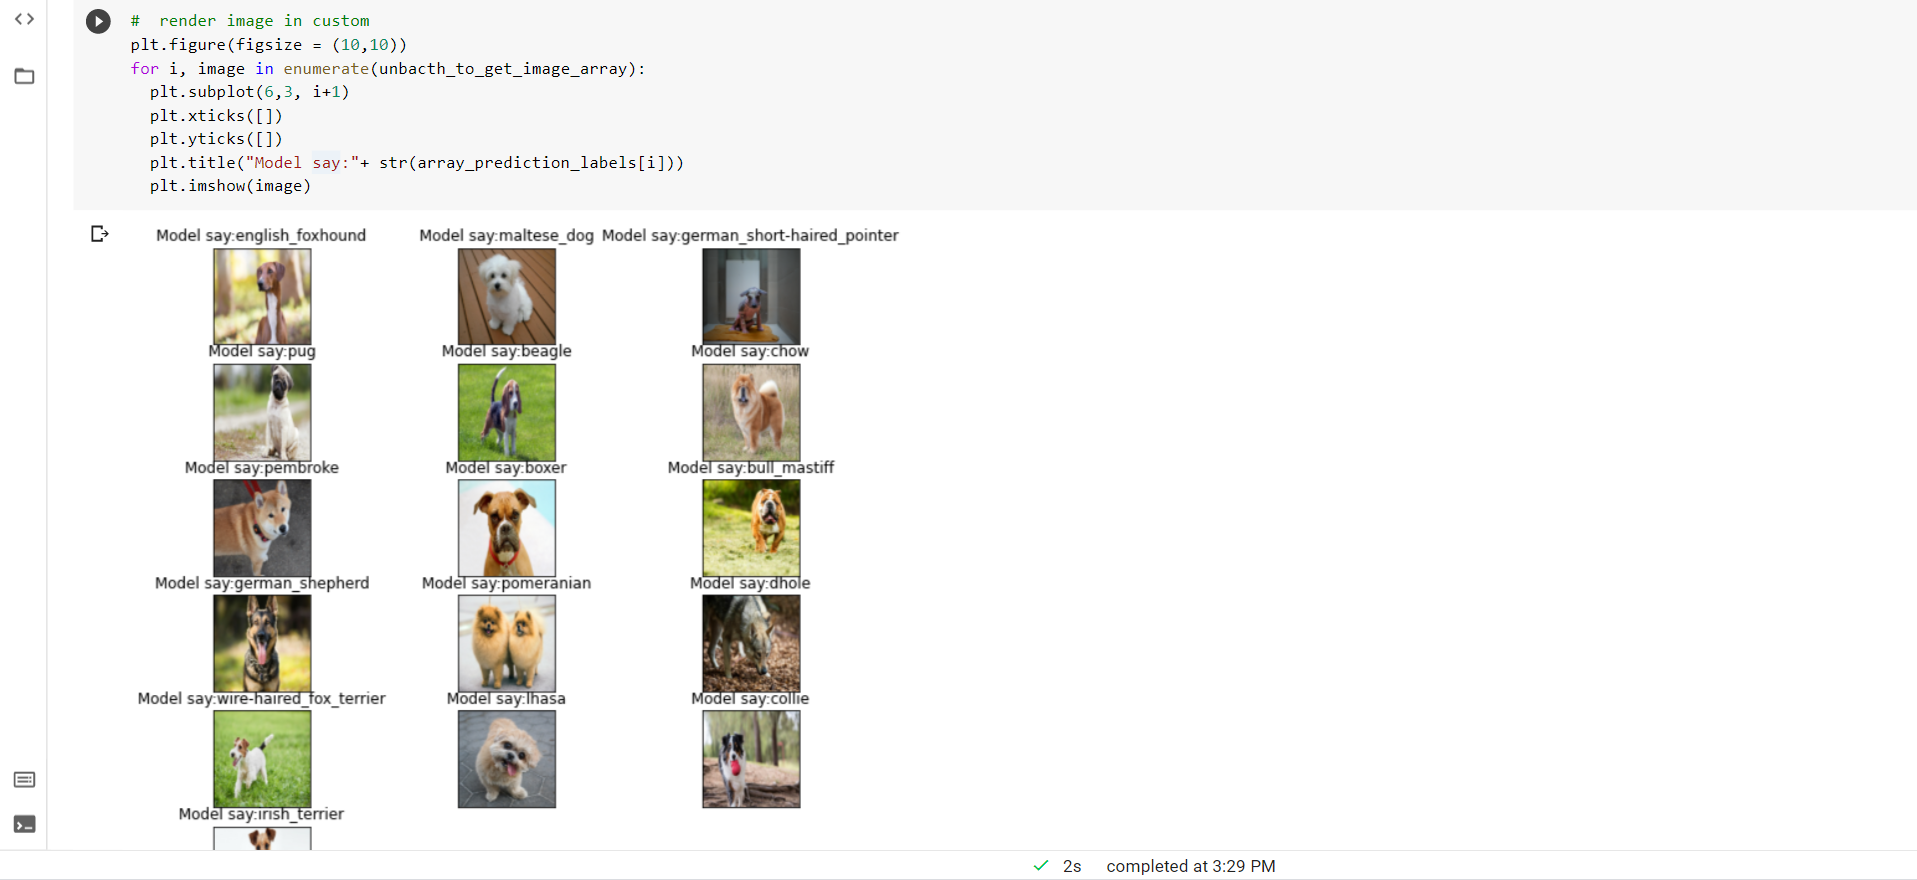 # render image in custom
plt.figure(figsize = (10,10))
for i, image in enumerate(unbacth_to_get_image_array):
  plt.subplot(6,3, i+1)
  plt.xticks([])
  plt.yticks([])
  plt.title("Model say:"+ str(array_prediction_labels[i]))
  plt.imshow(image)
Model say:english_foxhound Model say:maltese_dog Model say:german_short-haired_pointer
Model say:pug Model say:beagle Model say:chow
Model say:pembroke Model say:boxer Model say:bull_mastiff
Model say:german_shepherd Model say:pomeranian Model say:dhole
Model say:wire-haired_fox_terrier Model say:lhasa Model say:collie
Model say:irish_terrier
2s completed at 3:29 PM